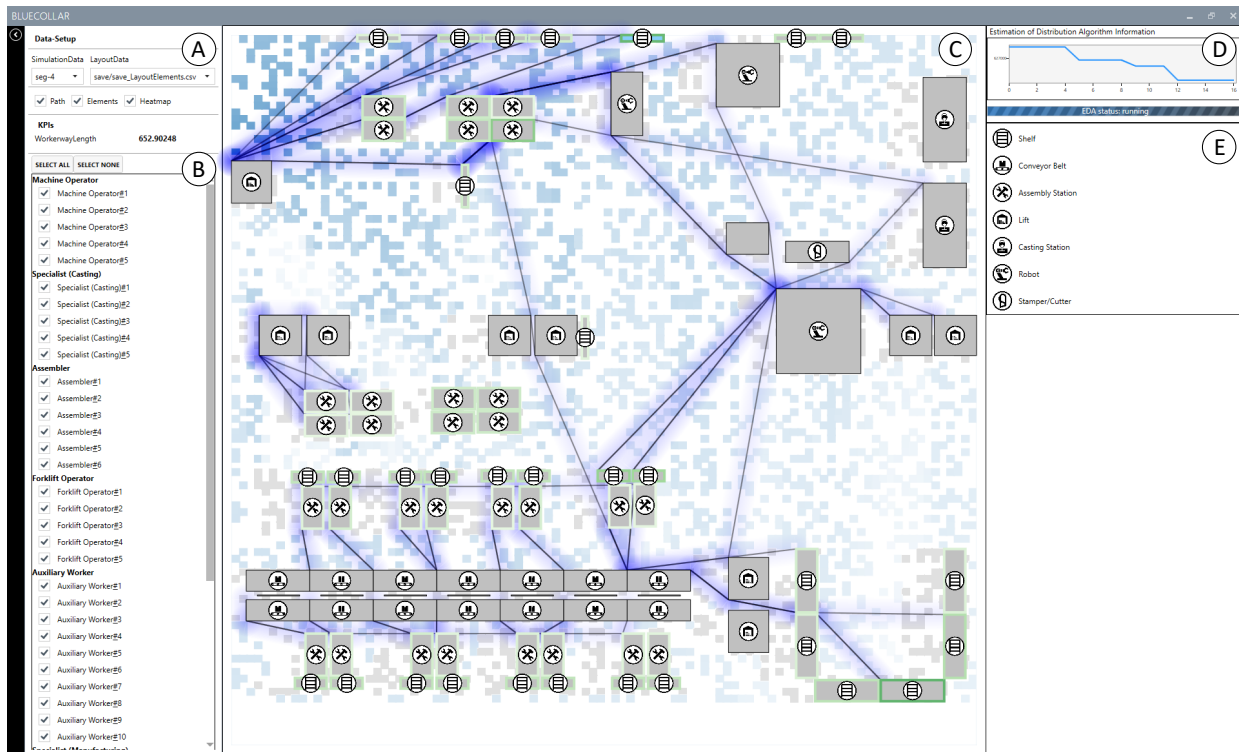 BLUECOLLAR
Data-Setup
A
SimulationData LayoutData
seg-4 save/save_LayoutElements.csv
Path Elements Heatmap
KPIs
WorkerwayLength 652.90248
SELECT ALL SELECT NONE
B
Machine Operator
Machine Operator#1
Machine Operator#2
Machine Operator#3
Machine Operator#4
Machine Operator#5
Specialist (Casting)
Specialist (Casting)#1
Specialist (Casting)#2
Specialist (Casting)#3
Specialist (Casting)#4
Specialist (Casting)#5
Assembler
Assembler#1
Assembler#2
Assembler#3
Assembler#4
Assembler#5
Assembler#6
Forklift Operator
Forklift Operator#1
Forklift Operator#2
Forklift Operator#3
Forklift Operator#4
Forklift Operator#5
Auxiliary Worker
Auxiliary Worker#1
Auxiliary Worker#2
Auxiliary Worker#3
Auxiliary Worker#4
Auxiliary Worker#5
Auxiliary Worker#6
Auxiliary Worker#7
Auxiliary Worker#8
Auxiliary Worker#9
Auxiliary Worker#10
Specialist (Manufacturing)
C
Estimation of Distribution Algorithm Information
D
0 2 4 6 8 10 12 14 16
EDA status: running
E
Shelf
Conveyor Belt
Assembly Station
Lift
Casting Station
Robot
Stamper/Cutter